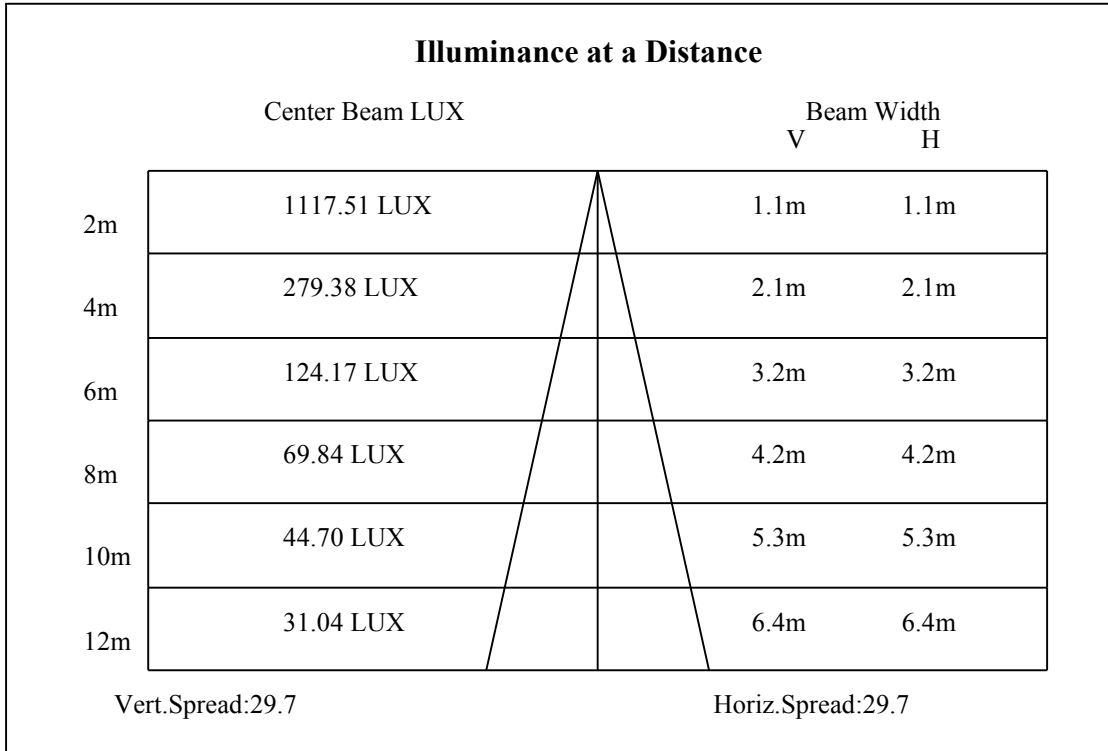 Illuminance at a Distance
Center Beam LUX Beam Width
V H
2m 1117.51 LUX 1.1m 1.1m
4m 279.38 LUX 2.1m 2.1m
6m 124.17 LUX 3.2m 3.2m
8m 69.84 LUX 4.2m 4.2m
10m 44.70 LUX 5.3m 5.3m
12m 31.04 LUX 6.4m 6.4m
Vert.Spread:29.7 Horiz.Spread:29.7